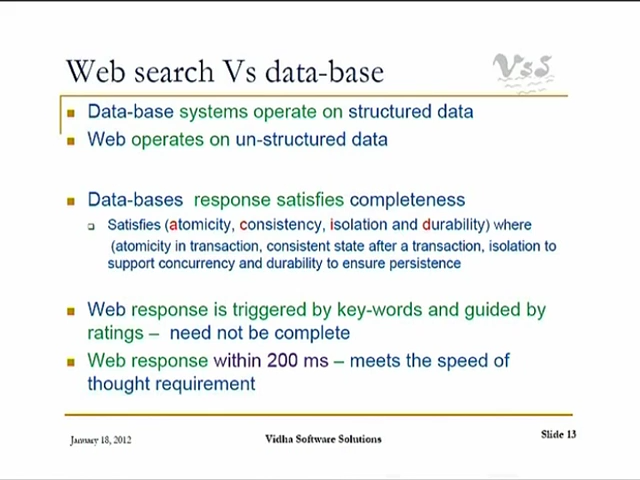 Web search Vs data-base
VsS
Data-base systems operate on structured data
Web operates on un-structured data
Data-bases response satisfies completeness
Satisfies (atomicity, consistency, isolation and durability) where
(atomicity in transaction, consistent state after a transaction, isolation to
support concurrency and durability to ensure persistence
Web response is triggered by key-words and guided by
ratings – need not be complete
Web response within 200 ms – meets the speed of
thought requirement
January 18, 2012
Vidha Software Solutions
Slide 13